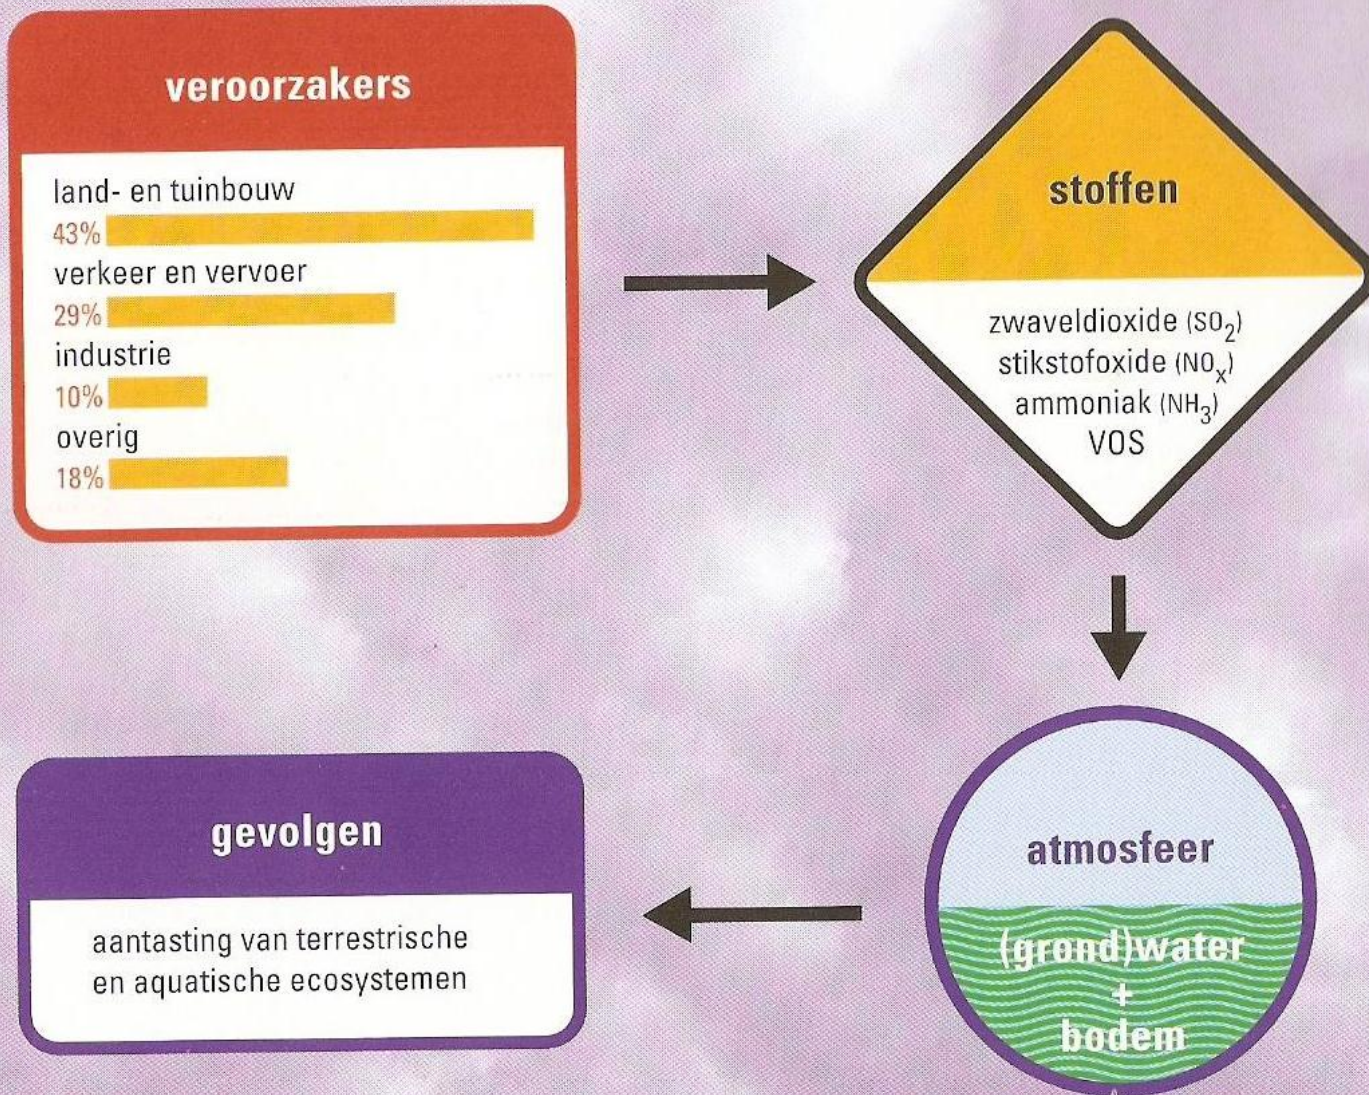 veroorzakers
land- en tuinbouw
43%
verkeer en vervoer
29%
industrie
10%
overig
18%
stoffen
zwaveldioxide (SO₂)
stikstofoxide (NOₓ)
ammoniak (NH₃)
VOS
atmosfeer
(grond)water
+
bodem
gevolgen
aantasting van terrestrische
en aquatische ecosystemen